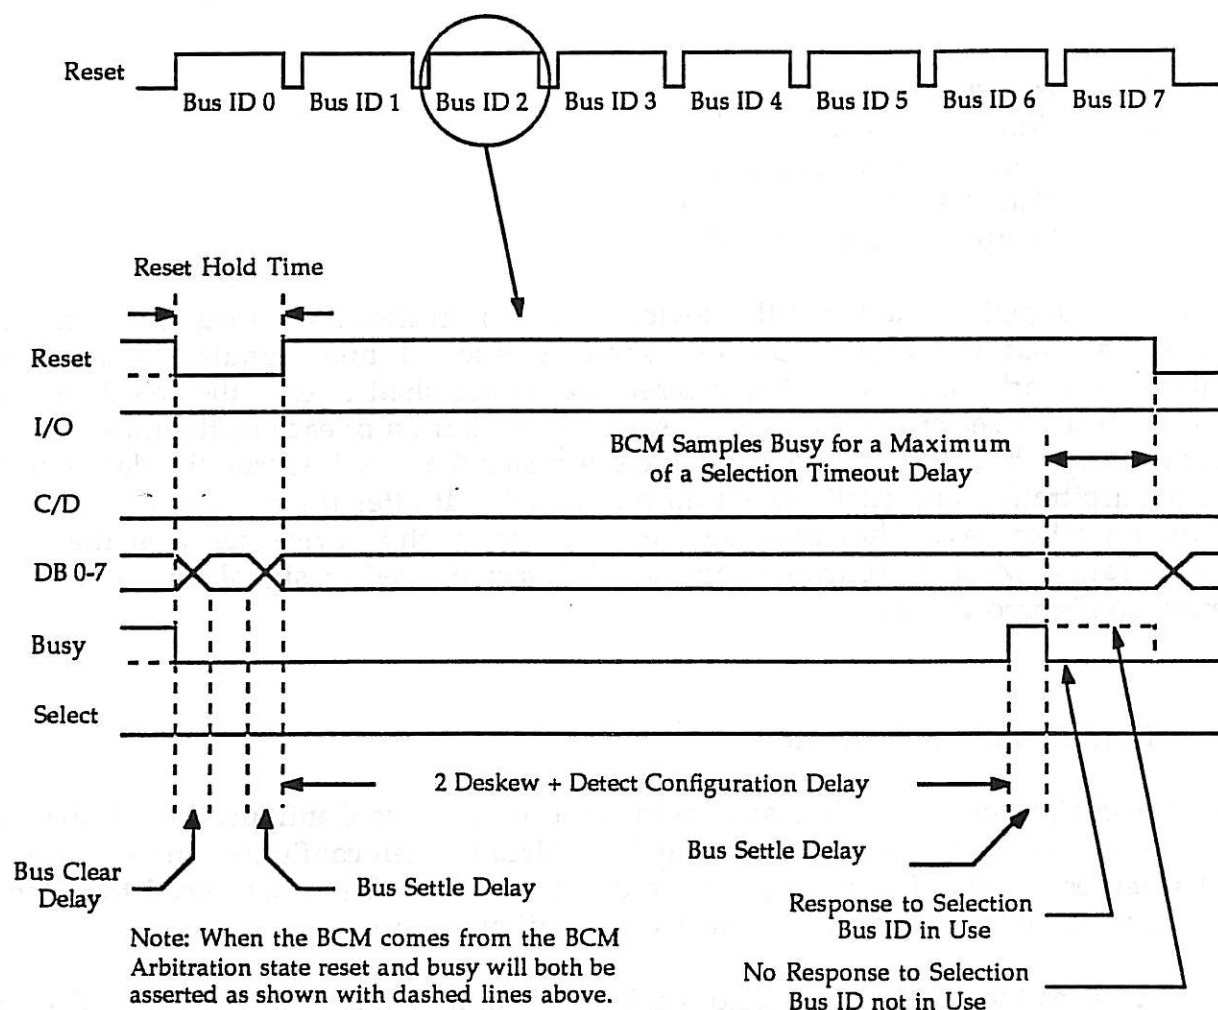 Reset
Bus ID 0 Bus ID 1 Bus ID 2 Bus ID 3 Bus ID 4 Bus ID 5 Bus ID 6 Bus ID 7
Reset Hold Time
Reset
I/O
BCM Samples Busy for a Maximum
of a Selection Timeout Delay
C/D
DB 0-7
Busy
Select
2 Deskew + Detect Configuration Delay
Bus Settle Delay
Bus Clear
Delay
Bus Settle Delay
Response to Selection
Bus ID in Use
Note: When the BCM comes from the BCM
Arbitration state reset and busy will both be
asserted as shown with dashed lines above.
No Response to Selection
Bus ID not in Use